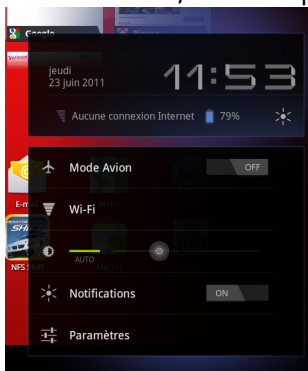 Google
jeudi
23 juin 2011
11:53
Aucune connexion Internet
79%
Mode Avion
OFF
E-mail
Wi-Fi
AUTO
NFS Shift
Market
Notifications
ON
Paramètres